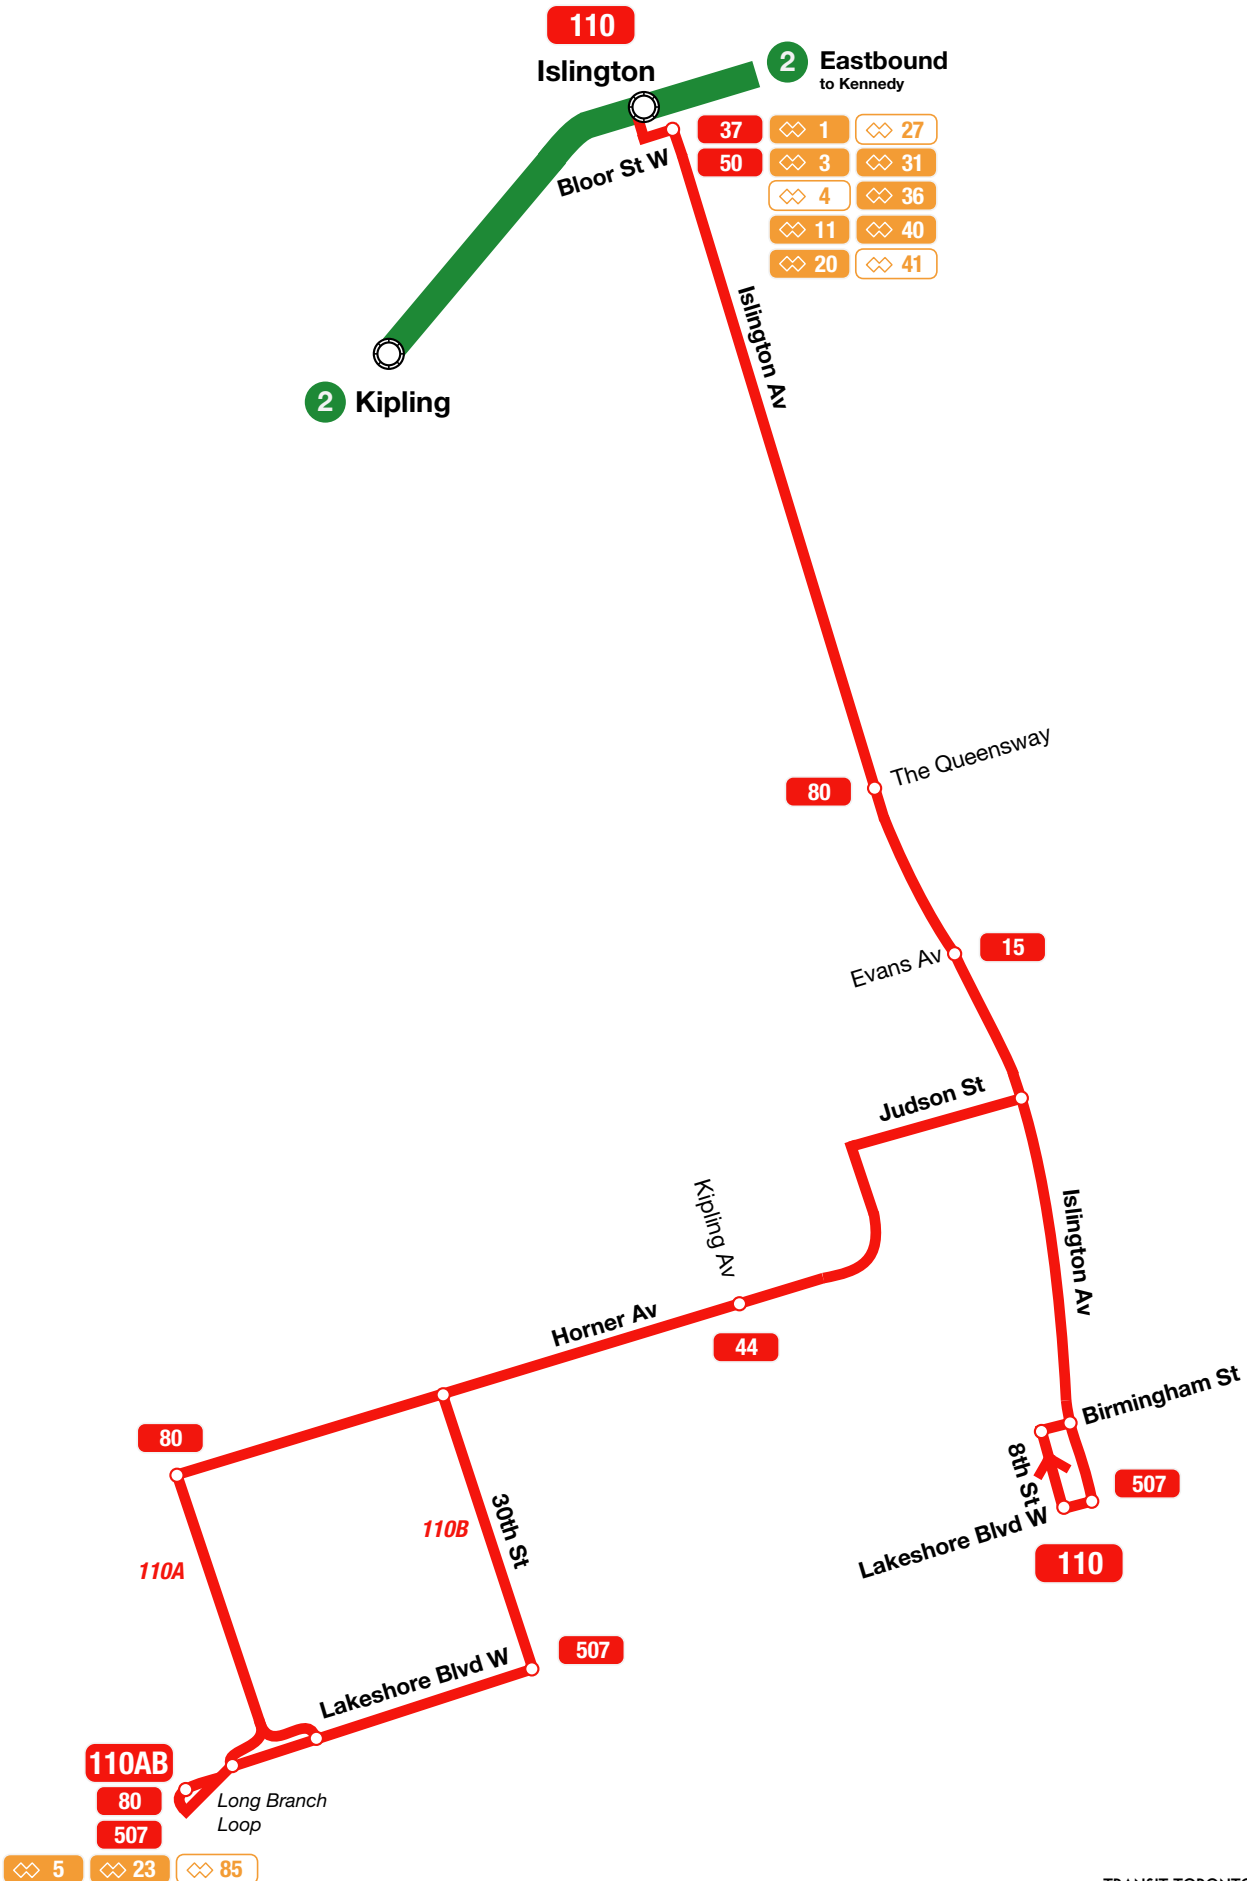 110
Islington
2 Eastbound
to Kennedy
37 1 27
50 3 31
4 36
11 40
20 41
Bloor St W
Islington Av
2 Kipling
The Queensway
80
Evans Av
15
Judson St
Kipling Av
Islington Av
Horner Av
44
Birmingham St
80
8th St
507
30th St
110B
Lakeshore Blvd W
110
110A
507
Lakeshore Blvd W
110AB
80
Long Branch
Loop
507
5 23 85